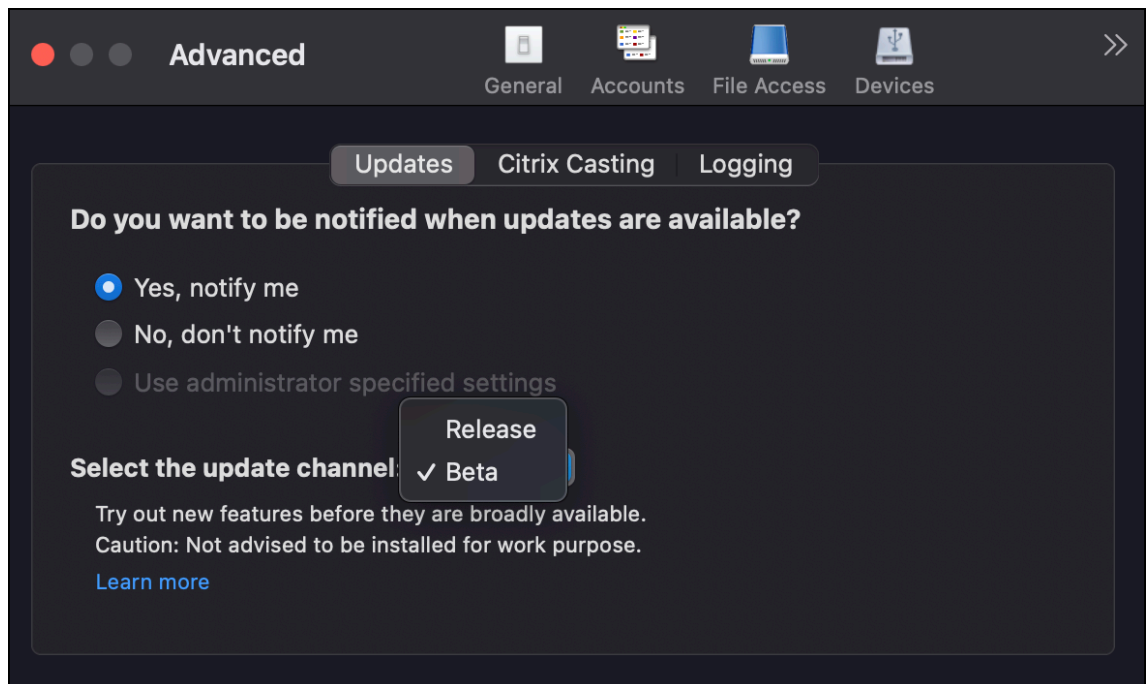 Advanced
General Accounts File Access Devices
Updates Citrix Casting Logging
Do you want to be notified when updates are available?
Yes, notify me
No, don't notify me
Use administrator specified settings
Release
Select the update channel:
Beta
Try out new features before they are broadly available.
Caution: Not advised to be installed for work purpose.
Learn more